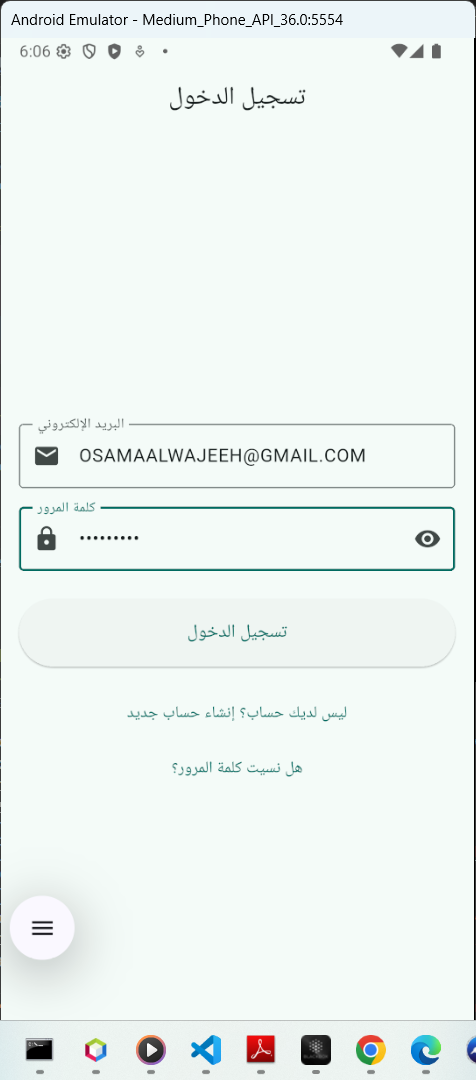 Android Emulator - Medium_Phone_API_36.0:5554
6:06
تسجيل الدخول
البريد الإلكتروني
OSAMAALWAJEEH@GMAIL.COM
كلمة المرور
•••••••••
تسجيل الدخول
ليس لديك حساب؟ إنشاء حساب جديد
هل نسيت كلمة المرور؟